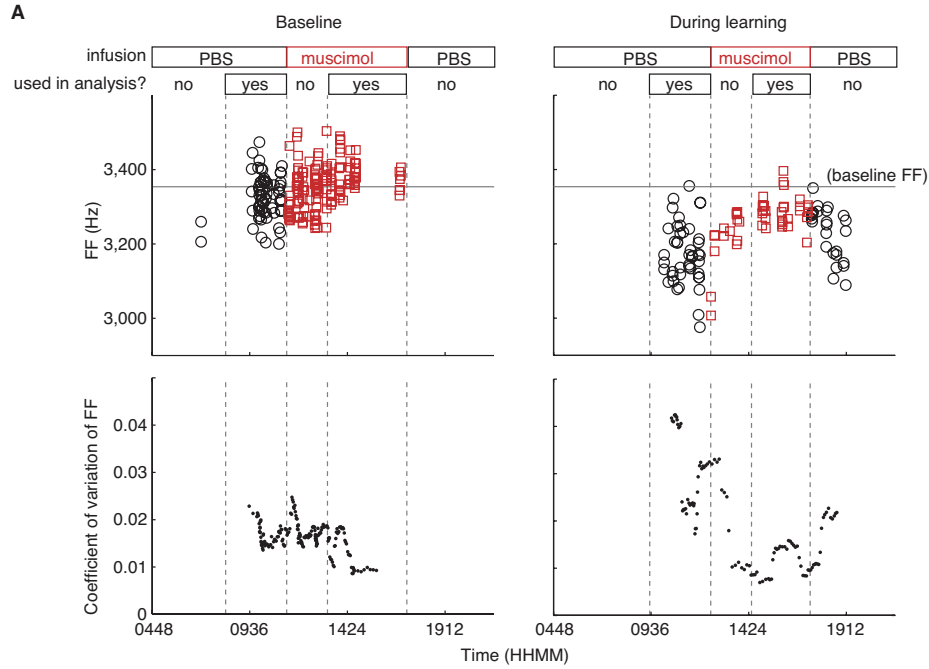 A
Baseline
During learning
infusion PBS muscimol PBS PBS muscimol PBS
used in analysis? no yes no yes no no yes no yes no
3,400
3,200
3,000
FF (Hz)
(baseline FF)
0.04
0.03
0.02
0.01
0
Coefficient of variation of FF
0448 0936 1424 1912 0448 0936 1424 1912
Time (HHMM)